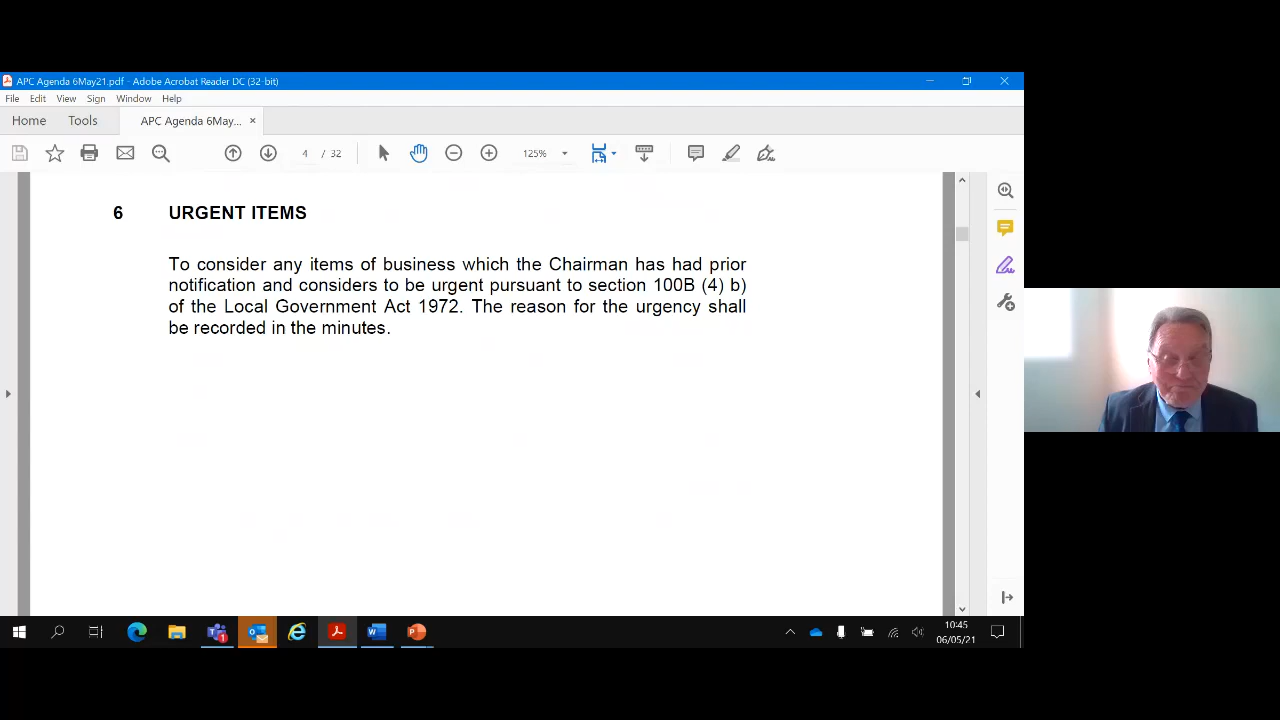 APC Agenda 6May21.pdf - Adobe Acrobat Reader DC (32-bit)
File Edit View Sign Window Help
Home Tools APC Agenda 6May... ×
4 / 32 125%
6 URGENT ITEMS
To consider any items of business which the Chairman has had prior
notification and considers to be urgent pursuant to section 100B (4) b)
of the Local Government Act 1972. The reason for the urgency shall
be recorded in the minutes.
10:45
06/05/21